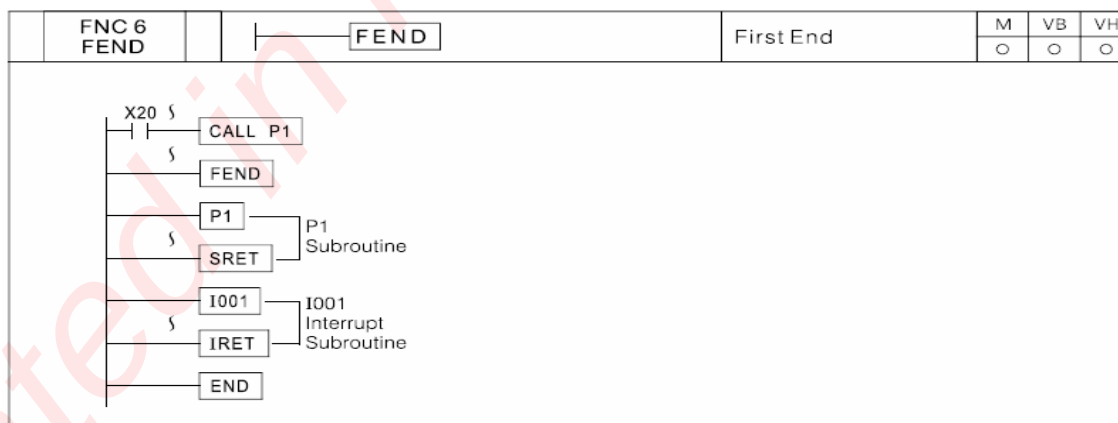 FNC 6
FEND
FEND
First End
M VB VH
○ ○ ○
X20
CALL P1
FEND
P1
P1
Subroutine
SRET
I001
I001
Interrupt
Subroutine
IRET
END